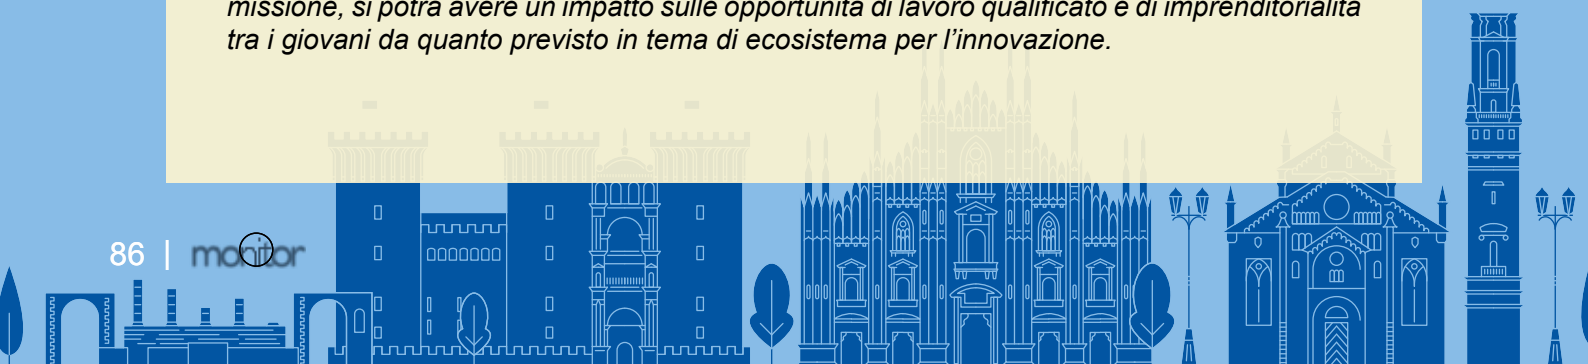 missione, si potrà avere un impatto sulle opportunità di lavoro qualificato e di imprenditorialità
tra i giovani da quanto previsto in tema di ecosistema per l’innovazione.
86 | monitor